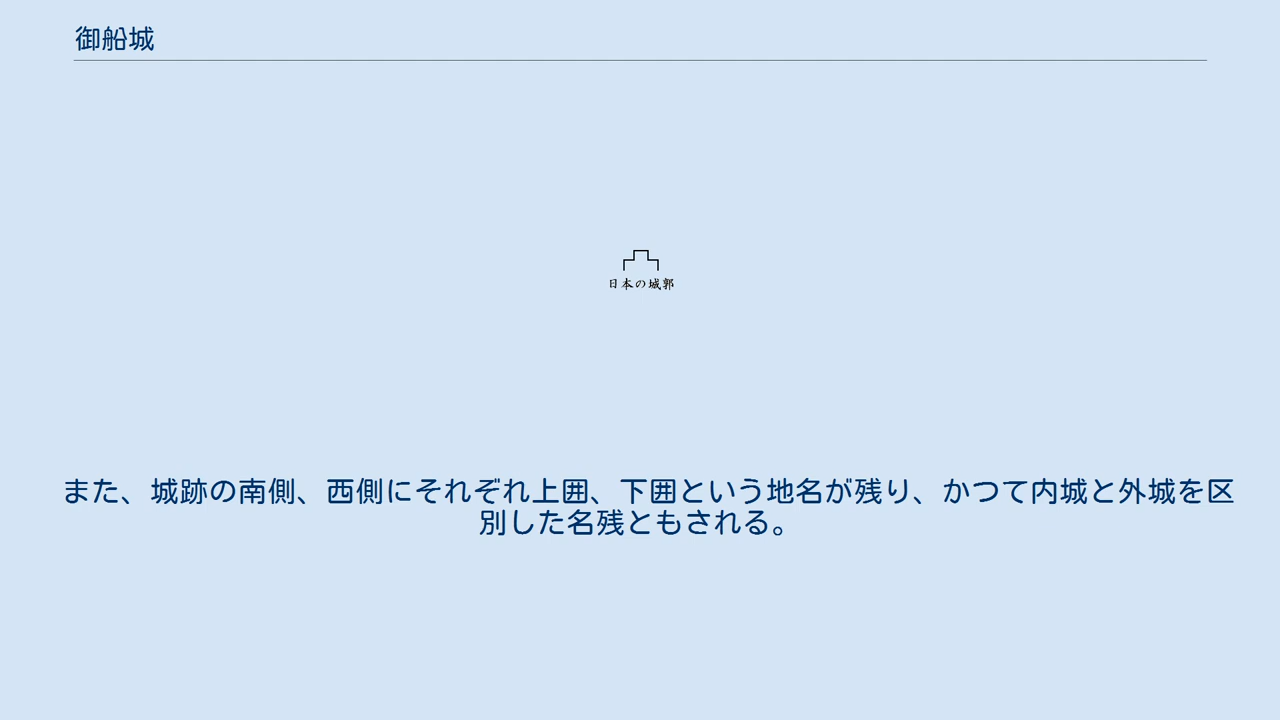 御船城
日本の城郭
また、城跡の南側、西側にそれぞれ上囲、下囲という地名が残り、かつて内城と外城を区
別した名残ともされる。